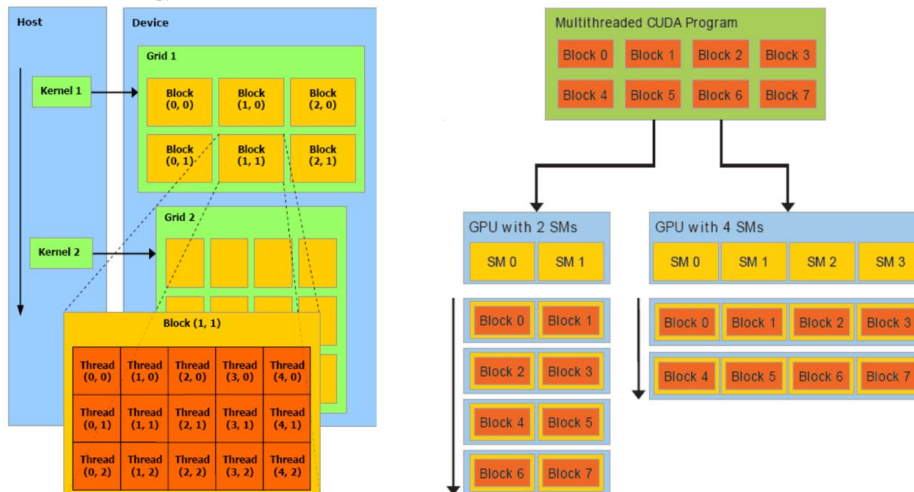 Host
Device
Grid 1
Kernel 1
Block
(0, 0)
Block
(1, 0)
Block
(2, 0)
Block
(0, 1)
Block
(1, 1)
Block
(2, 1)
Grid 2
Kernel 2
Block (1, 1)
Thread
(0, 0)
Thread
(1, 0)
Thread
(2, 0)
Thread
(3, 0)
Thread
(4, 0)
Thread
(0, 1)
Thread
(1, 1)
Thread
(2, 1)
Thread
(3, 1)
Thread
(4, 1)
Thread
(0, 2)
Thread
(1, 2)
Thread
(2, 2)
Thread
(3, 2)
Thread
(4, 2)
Multithreaded CUDA Program
Block 0 Block 1 Block 2 Block 3
Block 4 Block 5 Block 6 Block 7
GPU with 2 SMs
SM 0 SM 1
Block 0 Block 1
Block 2 Block 3
Block 4 Block 5
Block 6 Block 7
GPU with 4 SMs
SM 0 SM 1 SM 2 SM 3
Block 0 Block 1 Block 2 Block 3
Block 4 Block 5 Block 6 Block 7